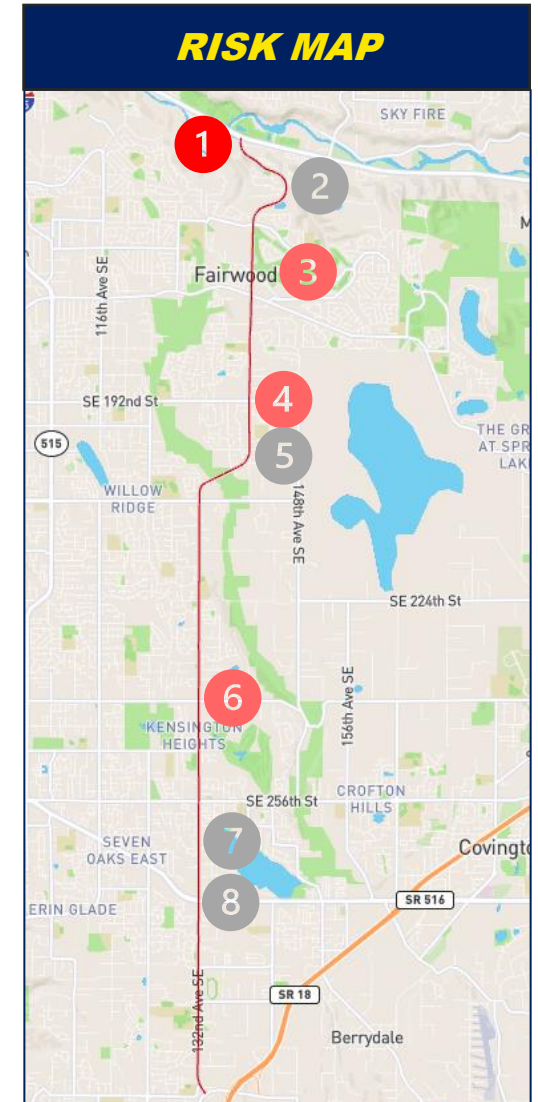 RISK MAP
SKY FIRE
1
2
Fairwood
3
116th Ave SE
SE 192nd St
4
515
5
THE GR
AT SPR
LAK
WILLOW
RIDGE
148th Ave SE
SE 224th St
6
156th Ave SE
KENSINGTON
HEIGHTS
SE 256th St
CROFTON
HILLS
7
SEVEN
OAKS EAST
Covingto
8
SR 516
ERIN GLADE
SR 18
132nd Ave SE
Berrydale